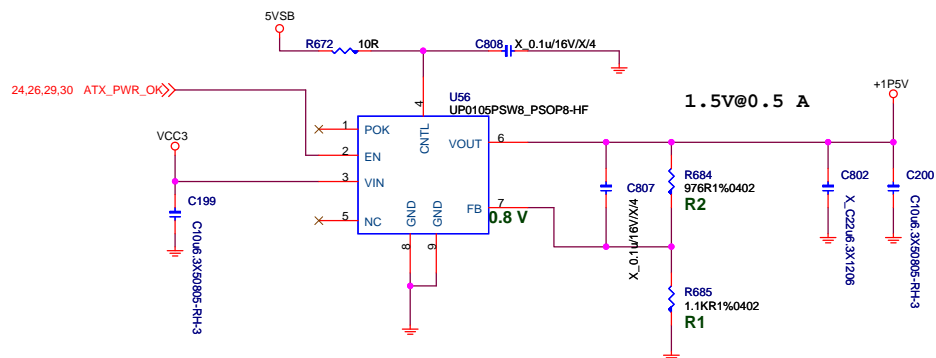 5VSB
R672
10R
C808
X_0.1u/16V/X/4
24,26,29,30 ATX_PWR_OK
U56
UP0105PSW8_PSOP8-HF
1.5V@0.5 A
+1P5V
VCC3
4
1
POK
CNTL
VOUT
6
2
EN
3
VIN
5
NC
GND
GND
FB
7
0.8 V
8
9
C199
C10u6.3X50805-RH-3
C807
X_0.1u/16V/X/4
R684
976R1%0402
R2
C802
X_C22u6.3X1206
C200
C10u6.3X50805-RH-3
R685
1.1KR1%0402
R1